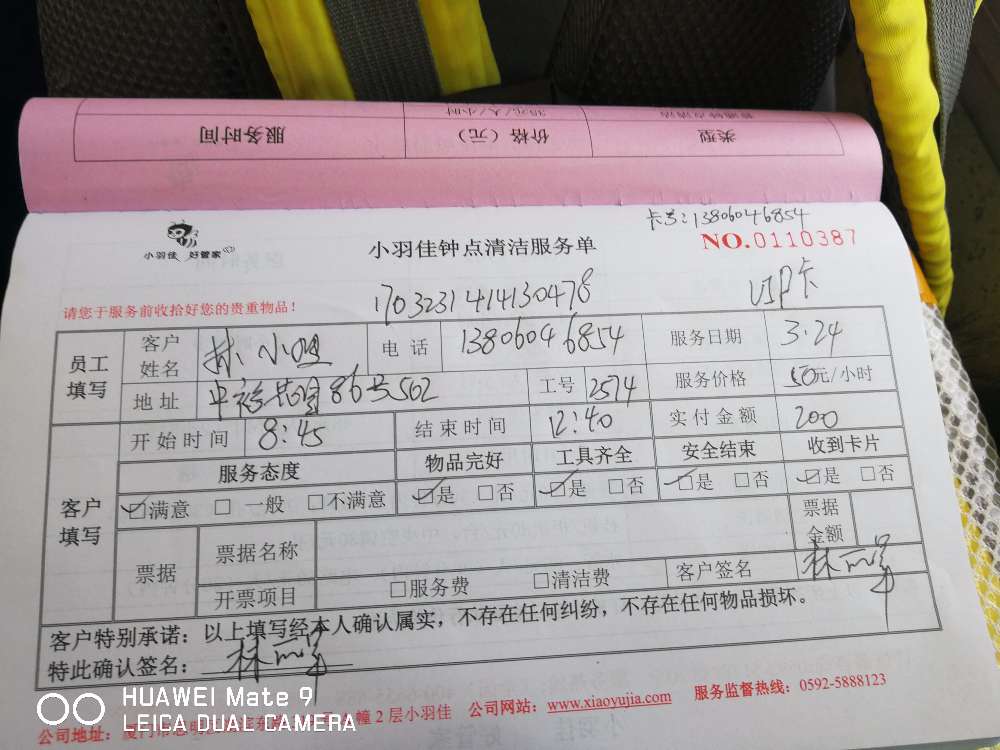 类型 价格（元） 服务时间
卡号:13806046854
小羽佳 好管家
小羽佳钟点清洁服务单
NO.0110387
170323141413047​8
VIP卡
请您于服务前收拾好您的贵重物品!
员工填写 客户姓名 林小姐 电话 13806046854 服务日期 3.24
地址 86号502 工号 2574 服务价格 50元/小时
客户填写 开始时间 8:45 结束时间 12:40 实付金额 200
服务态度 物品完好 工具齐全 安全结束 收到卡片
☑满意 □一般 □不满意 ☑是 □否 ☑是 □否 ☑是 □否 ☑是 □否
票据 票据名称 票据金额
开票项目 □服务费 □清洁费 客户签名 林
客户特别承诺：以上填写经本人确认属实，不存在任何纠纷，不存在任何物品损坏。
特此确认签名： 林
公司地址： 幢2层小羽佳 公司网站：www.xiaoyujia.com 服务监督热线：0592-5888123
HUAWEI Mate 9
LEICA DUAL CAMERA